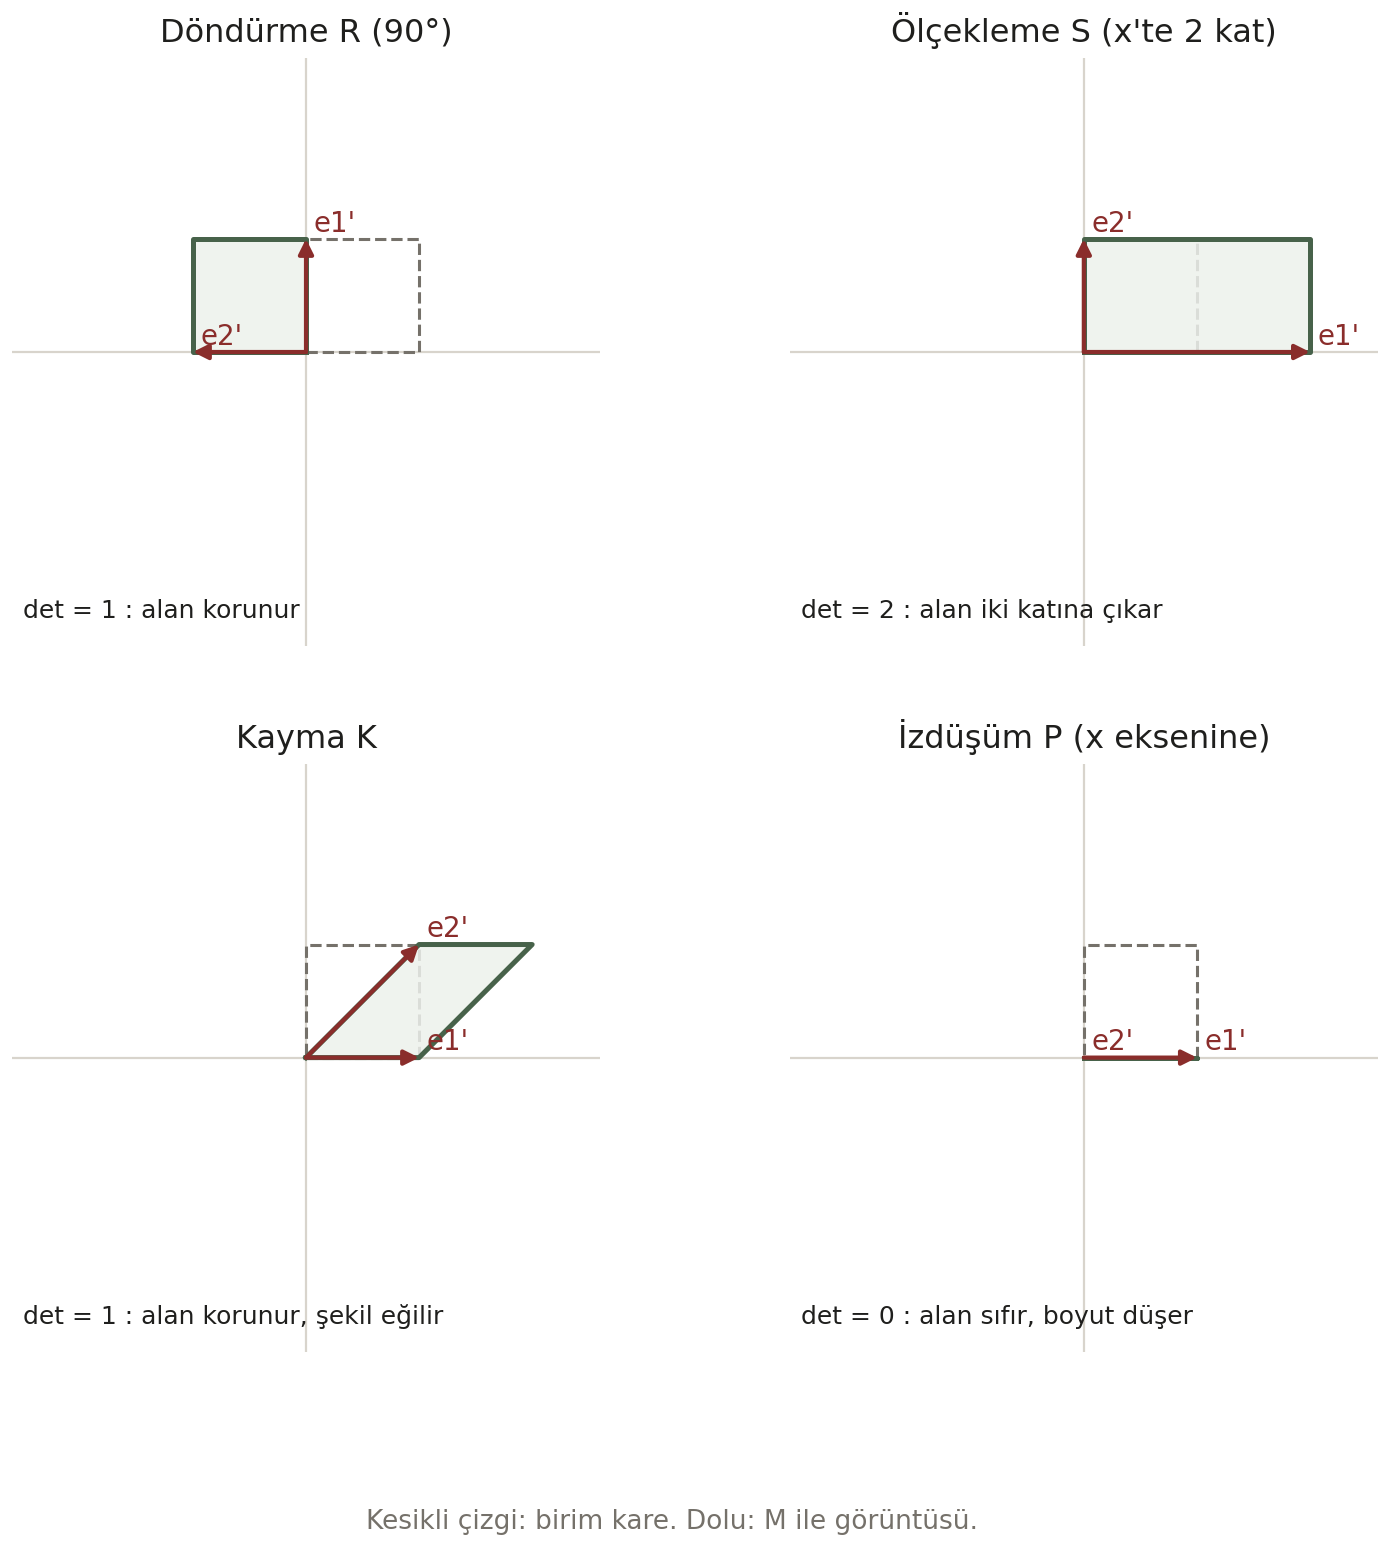 Döndürme R (90°)
Ölçekleme S (x'te 2 kat)
e1'
e2'
e2'
e1'
det = 1 : alan korunur
det = 2 : alan iki katına çıkar
Kayma K
İzdüşüm P (x eksenine)
e2'
e1'
e2'
e1'
det = 1 : alan korunur, şekil eğilir
det = 0 : alan sıfır, boyut düşer
Kesikli çizgi: birim kare. Dolu: M ile görüntüsü.